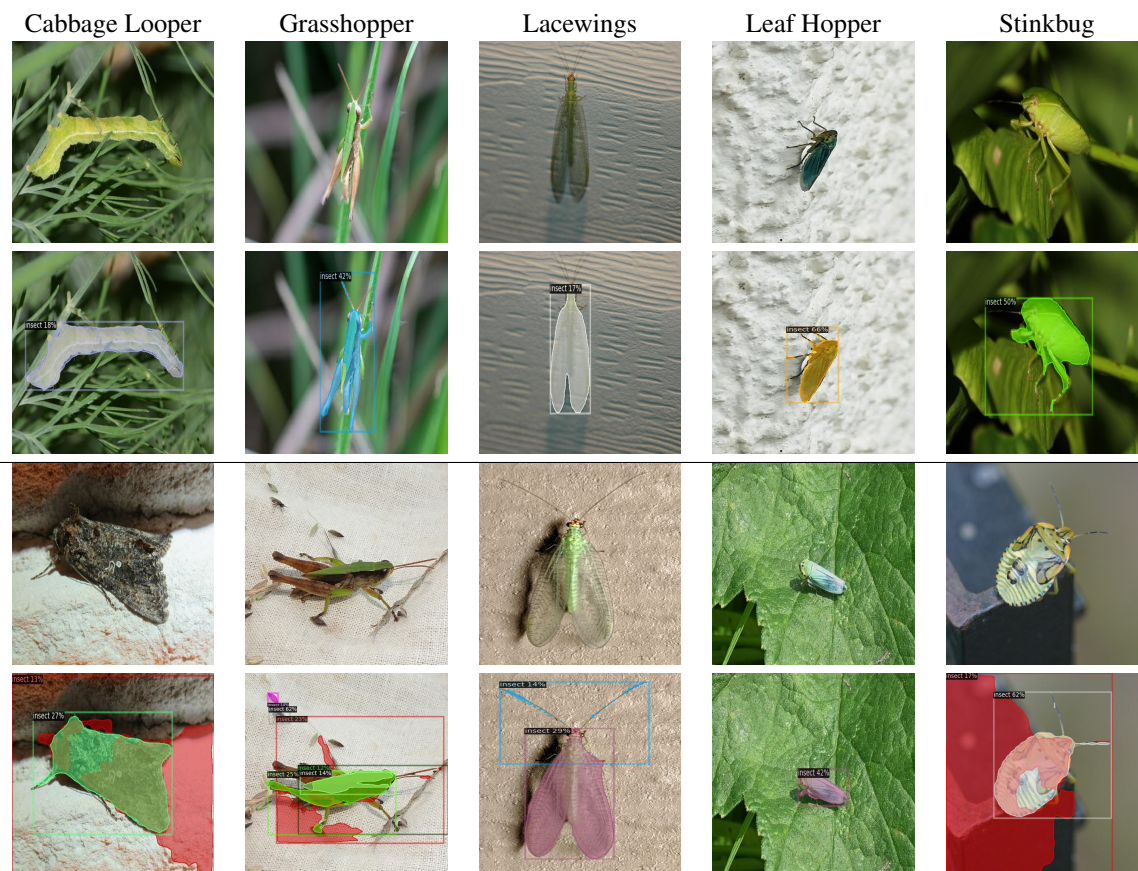 Cabbage Looper
Grasshopper
Lacewings
Leaf Hopper
Stinkbug
insect 18%
insect 42%
insect 17%
insect 66%
insect 50%
insect 13%
insect 27%
insect 62%
insect 23%
insect 12%
insect 25%
insect 14%
insect 14%
insect 29%
insect 42%
insect 17%
insect 62%